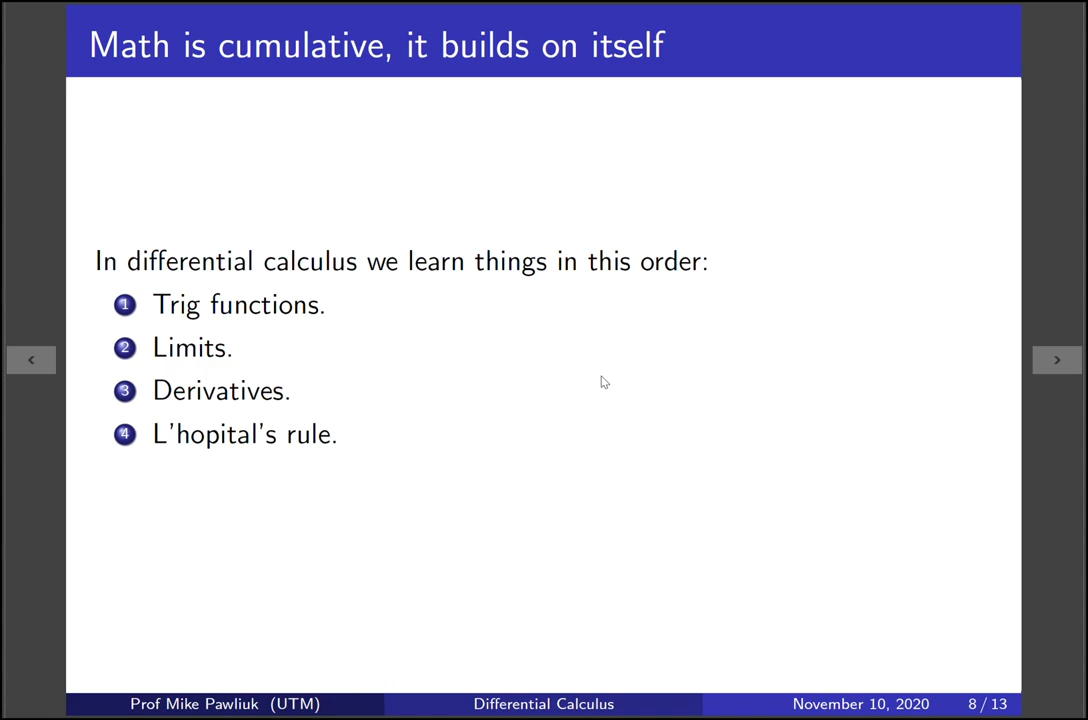 Math is cumulative, it builds on itself
In differential calculus we learn things in this order:
1 Trig functions.
2 Limits.
3 Derivatives.
4 L'hopital's rule.
Prof Mike Pawliuk (UTM) Differential Calculus November 10, 2020 8 / 13